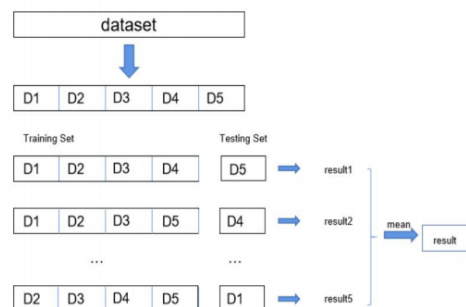 dataset
D1 D2 D3 D4 D5
Training Set Testing Set
D1 D2 D3 D4 D5 result1
D1 D2 D3 D5 D4 result2
mean
result
... ...
D2 D3 D4 D5 D1 result5